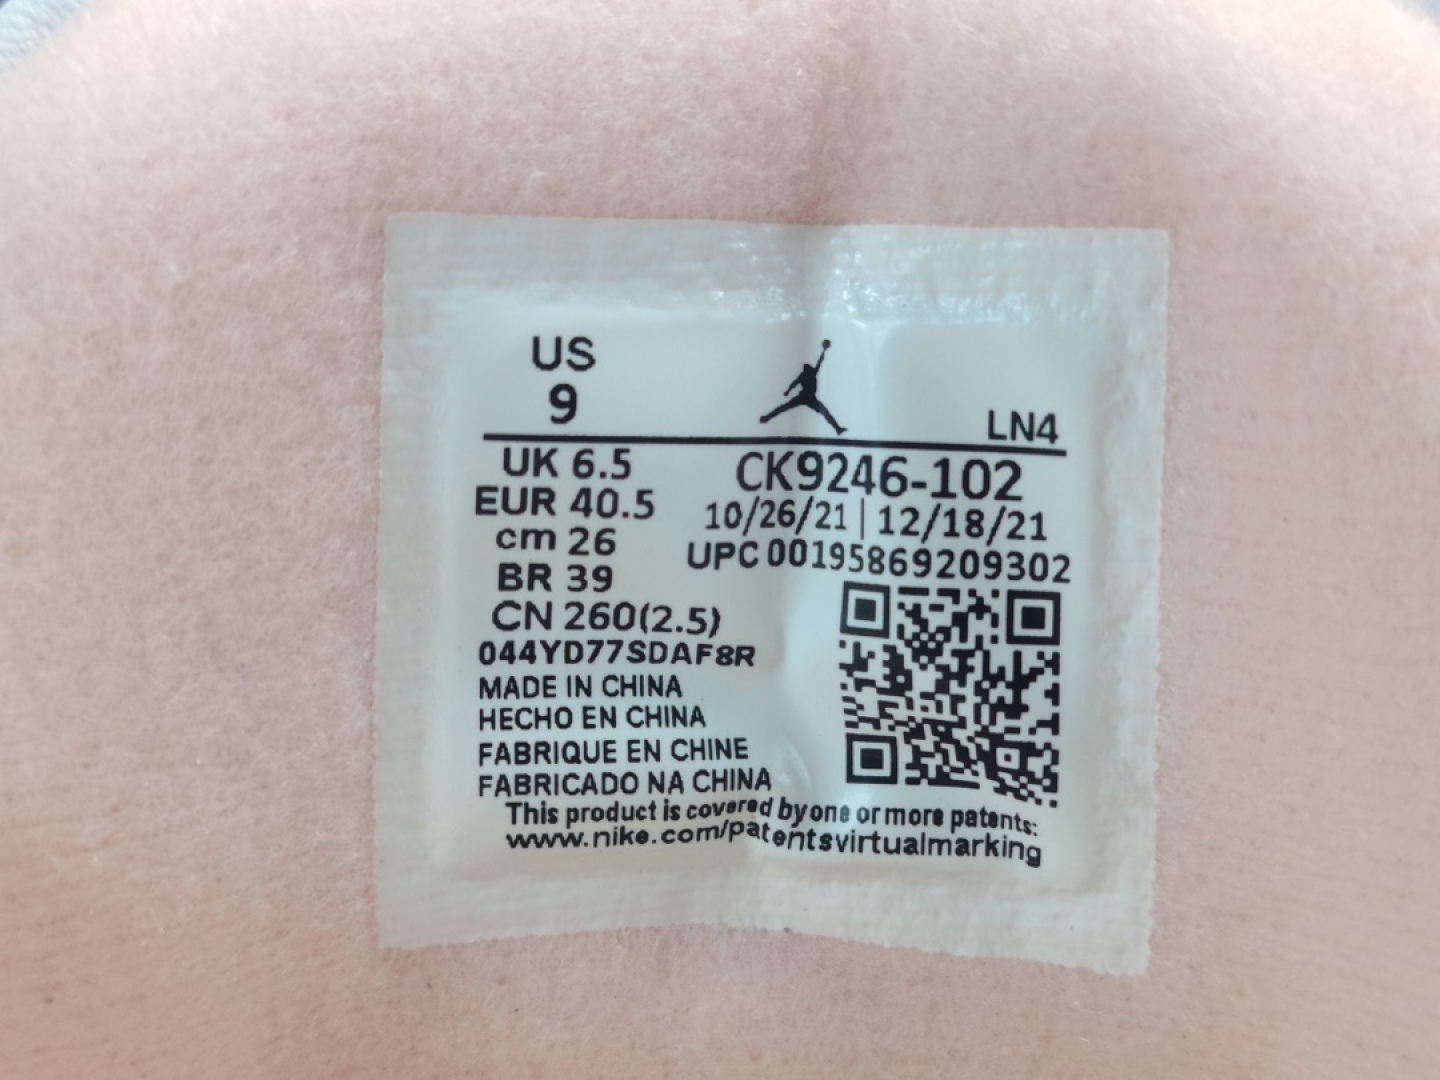 US
9
LN4
UK 6.5
EUR 40.5
cm 26
BR 39
CN 260(2.5)
CK9246-102
10/26/21 | 12/18/21
UPC 00195869209302
044YD77SDAF8R
MADE IN CHINA
HECHO EN CHINA
FABRIQUE EN CHINE
FABRICADO NA CHINA
This product is covered by one or more patents:
www.nike.com/patentsvirtualmarking